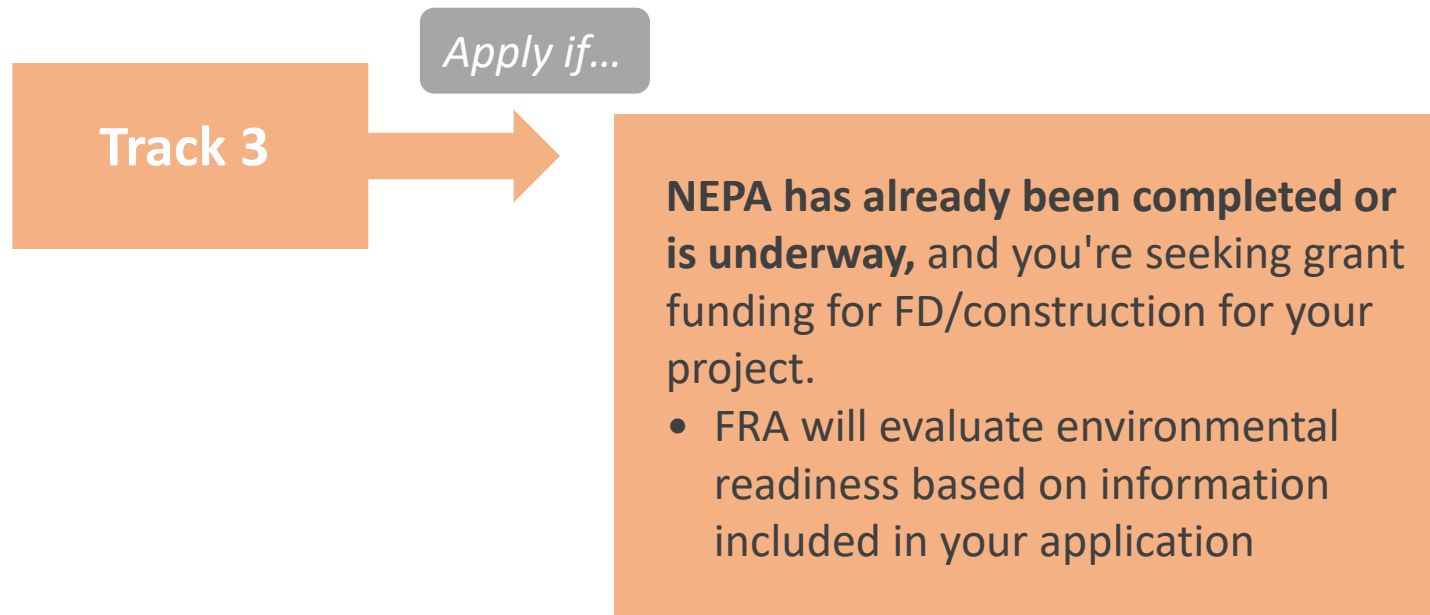 Apply if…
Track 3
NEPA has already been completed or
is underway, and you're seeking grant
funding for FD/construction for your
project.
• FRA will evaluate environmental
readiness based on information
included in your application